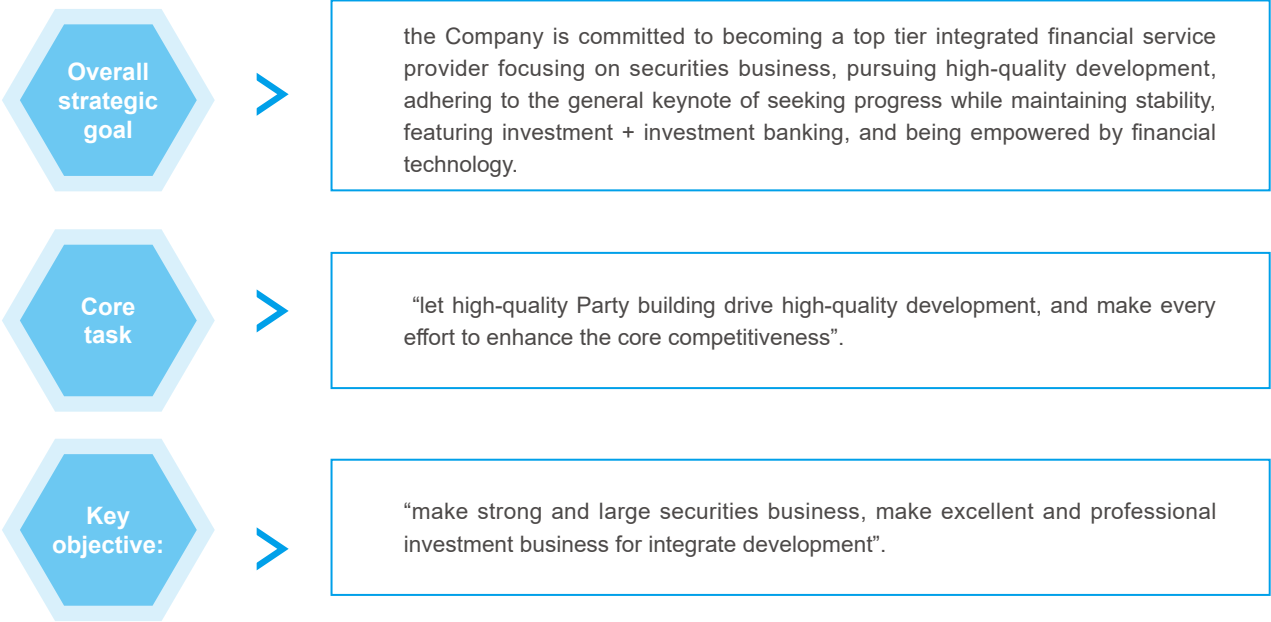 Overall
strategic
goal
the Company is committed to becoming a top tier integrated financial service
provider focusing on securities business, pursuing high-quality development,
adhering to the general keynote of seeking progress while maintaining stability,
featuring investment + investment banking, and being empowered by financial
technology.
Core
task
“let high-quality Party building drive high-quality development, and make every
effort to enhance the core competitiveness”.
Key
objective:
“make strong and large securities business, make excellent and professional
investment business for integrate development”.